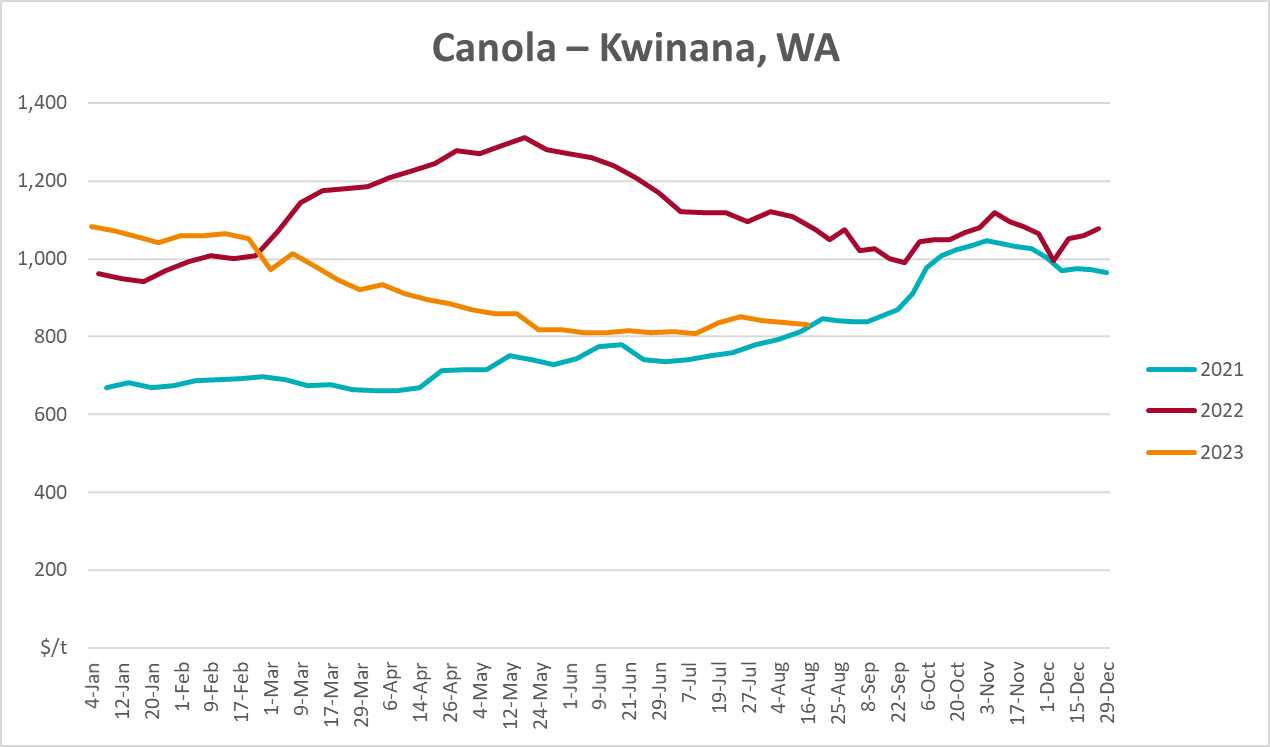 Canola – Kwinana, WA
1,400
1,200
1,000
800
600
400
200
$/t
4-Jan
12-Jan
20-Jan
1-Feb
9-Feb
17-Feb
1-Mar
9-Mar
17-Mar
29-Mar
6-Apr
14-Apr
26-Apr
4-May
12-May
24-May
1-Jun
9-Jun
21-Jun
29-Jun
7-Jul
19-Jul
27-Jul
4-Aug
16-Aug
25-Aug
8-Sep
22-Sep
6-Oct
20-Oct
3-Nov
17-Nov
1-Dec
15-Dec
29-Dec
2021
2022
2023